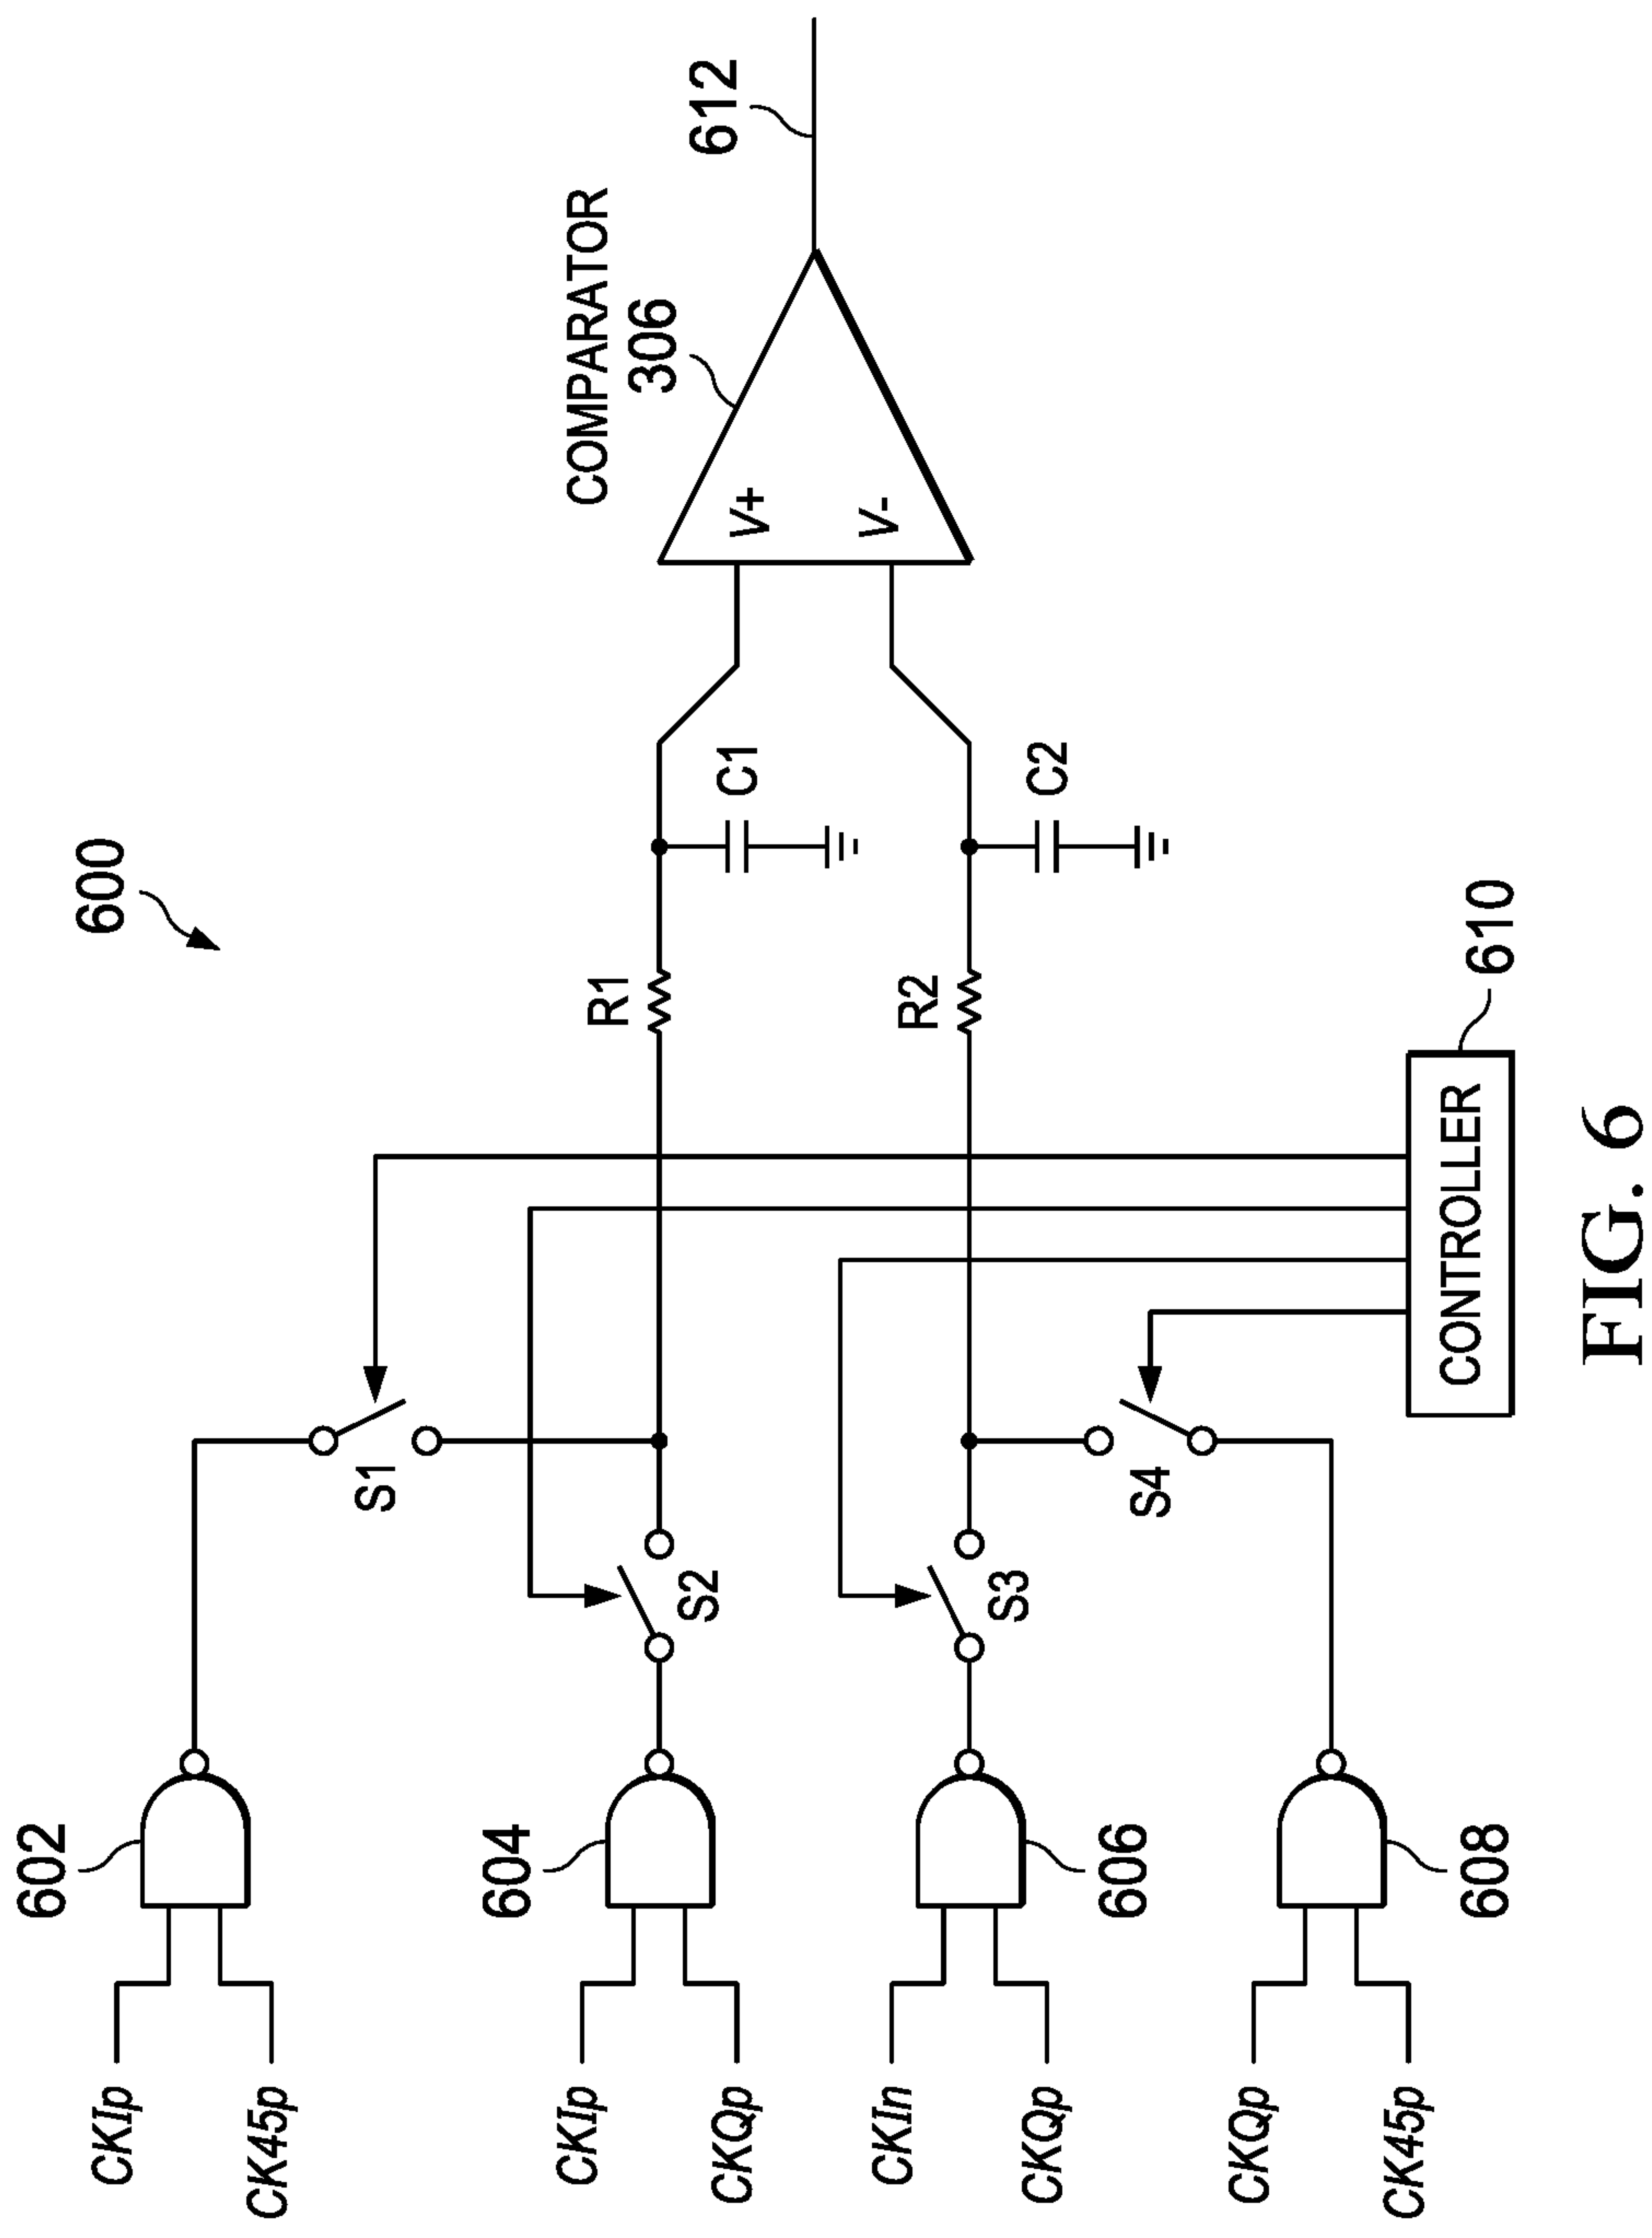 600
602
CKIp
CK45p
S1
604
CKIp
CKQp
S2
R1
C1
COMPARATOR
306
V+
V-
612
606
CKIn
CKQp
S3
R2
C2
608
CKQp
CK45p
S4
CONTROLLER
610
FIG. 6